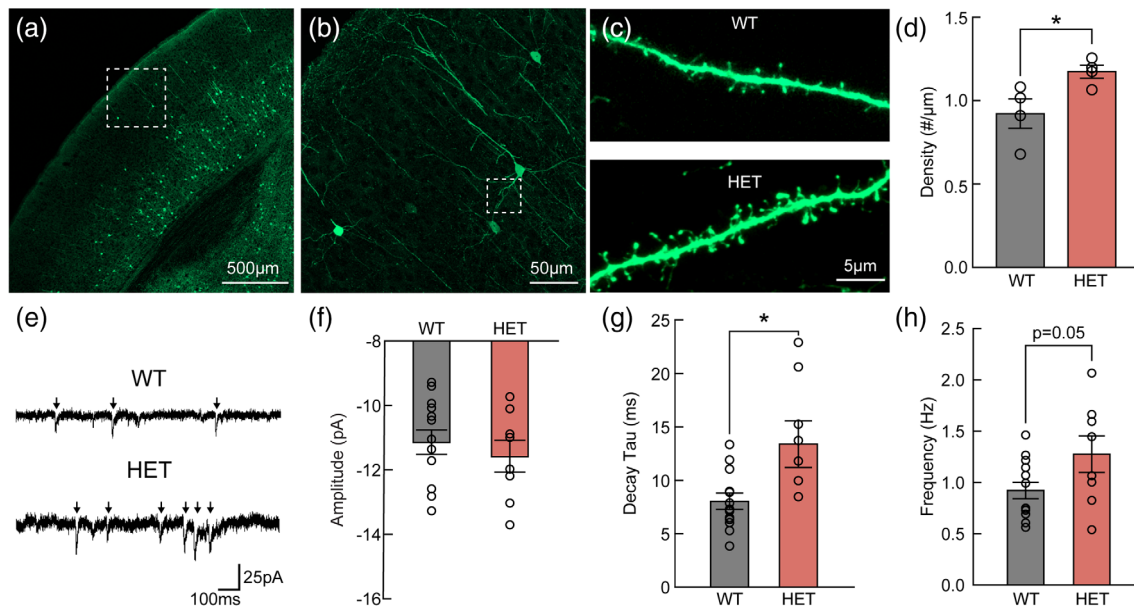 (a)
500μm
(b)
50μm
(c)
WT
HET
5μm
(d)
*
Density (#/μm)
1.5
1.0
0.5
0.0
WT
HET
(e)
WT
HET
25pA
100ms
(f)
WT
HET
Amplitude (pA)
-8
-10
-12
-14
-16
(g)
*
Decay Tau (ms)
25
20
15
10
5
0
WT
HET
(h)
p=0.05
Frequency (Hz)
2.5
2.0
1.5
1.0
0.5
0.0
WT
HET